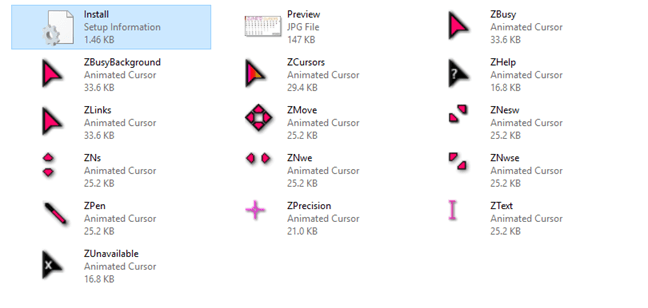 Install
Setup Information
1.46 KB
Preview
JPG File
147 KB
ZBusy
Animated Cursor
33.6 KB
ZBusyBackground
Animated Cursor
33.6 KB
ZCursors
Animated Cursor
29.4 KB
ZHelp
Animated Cursor
16.8 KB
ZLinks
Animated Cursor
33.6 KB
ZMove
Animated Cursor
25.2 KB
ZNesw
Animated Cursor
25.2 KB
ZNs
Animated Cursor
25.2 KB
ZNwe
Animated Cursor
25.2 KB
ZNwse
Animated Cursor
25.2 KB
ZPen
Animated Cursor
25.2 KB
ZPrecision
Animated Cursor
21.0 KB
ZText
Animated Cursor
25.2 KB
ZUnavailable
Animated Cursor
16.8 KB